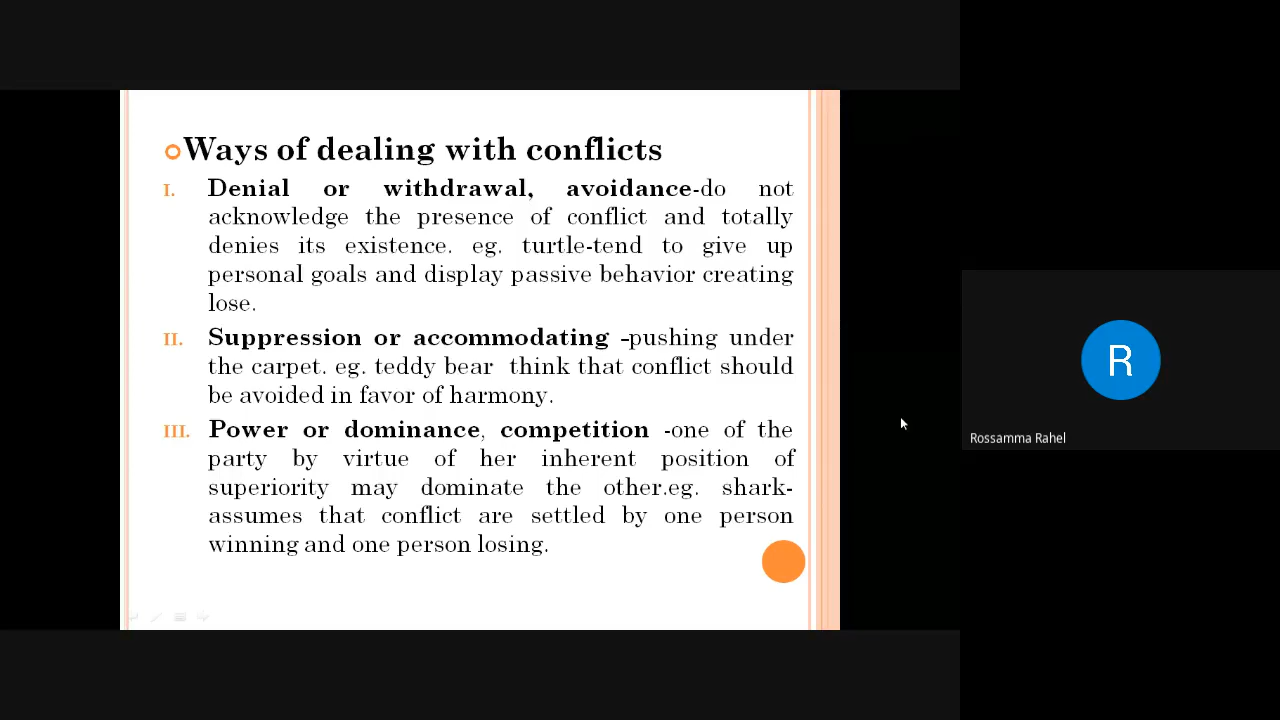 Ways of dealing with conflicts
I. Denial or withdrawal, avoidance-do not
acknowledge the presence of conflict and totally
denies its existence. eg. turtle-tend to give up
personal goals and display passive behavior creating
lose.
II. Suppression or accommodating -pushing under
the carpet. eg. teddy bear think that conflict should
be avoided in favor of harmony.
III. Power or dominance, competition -one of the
party by virtue of her inherent position of
superiority may dominate the other.eg. shark-
assumes that conflict are settled by one person
winning and one person losing.
R
Rossamma Rahel